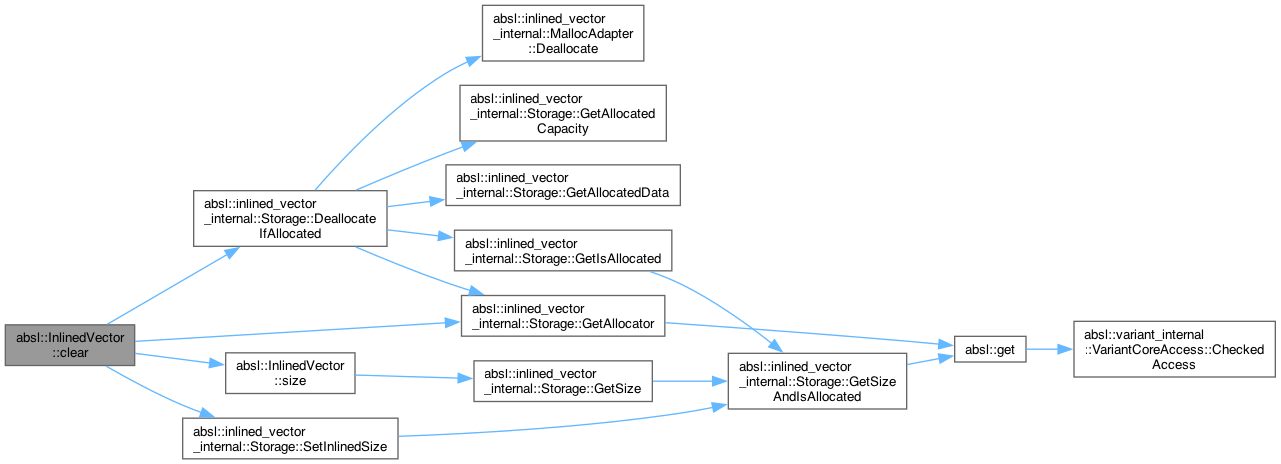 absl::inlined_vector
_internal::MallocAdapter
::Deallocate
absl::inlined_vector
_internal::Storage::GetAllocated
Capacity
absl::inlined_vector
_internal::Storage::GetAllocatedData
absl::inlined_vector
_internal::Storage::Deallocate
IfAllocated
absl::inlined_vector
_internal::Storage::GetIsAllocated
absl::inlined_vector
_internal::Storage::GetAllocator
absl::InlinedVector
::clear
absl::InlinedVector
::size
absl::inlined_vector
_internal::Storage::GetSize
absl::inlined_vector
_internal::Storage::GetSize
AndIsAllocated
absl::get
absl::variant_internal
::VariantCoreAccess::Checked
Access
absl::inlined_vector
_internal::Storage::SetInlinedSize